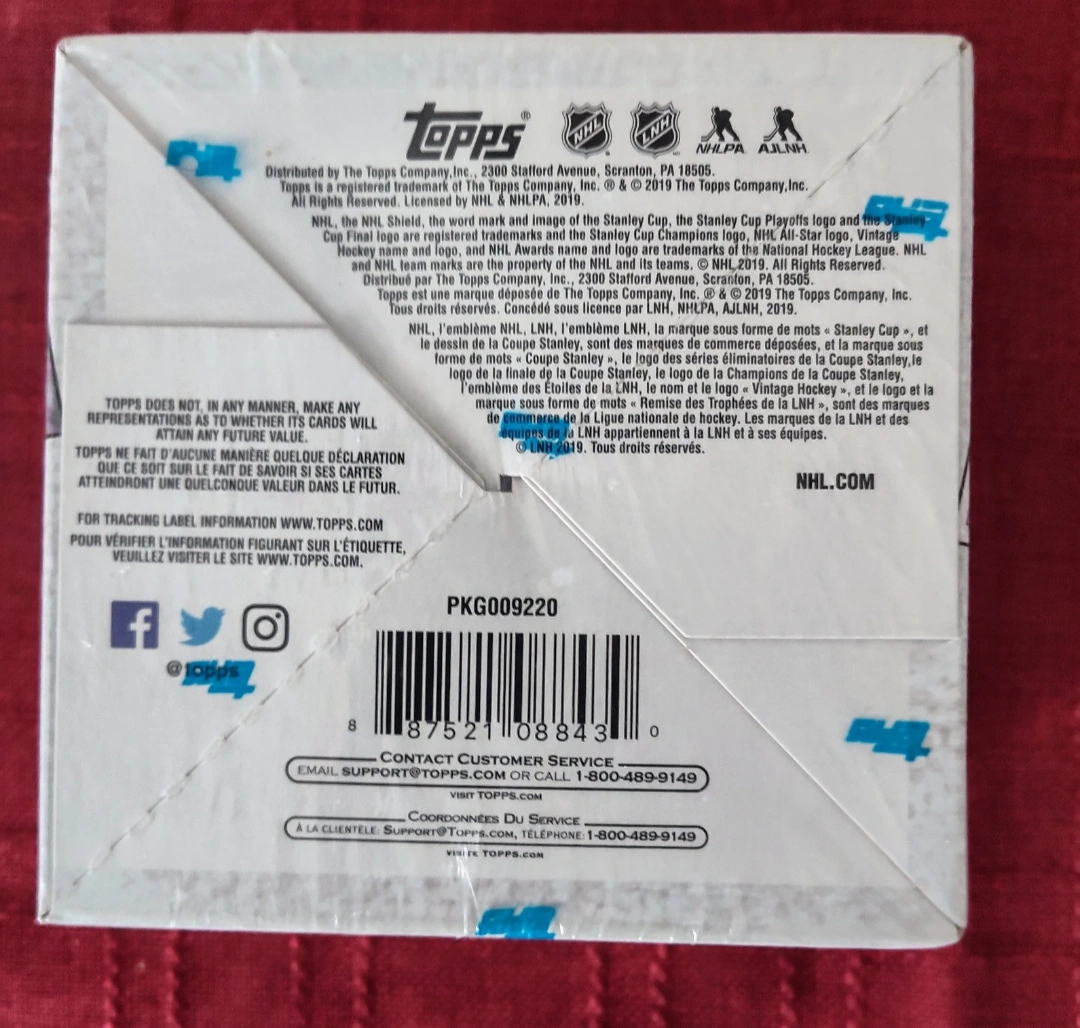 Topps®
NHL LNH NHLPA AJLNH
Distributed by The Topps Company,Inc., 2300 Stafford Avenue, Scranton, PA 18505.
Topps is a registered trademark of The Topps Company, Inc. ® & © 2019 The Topps Company,Inc.
All Rights Reserved. Licensed by NHL & NHLPA, 2019.
NHL, the NHL Shield, the word mark and image of the Stanley Cup, the Stanley Cup Playoffs logo and the Stanley
Cup Final logo are registered trademarks and the Stanley Cup Champions logo, NHL All-Star logo, Vintage
Hockey name and logo, and NHL Awards name and logo are trademarks of the National Hockey League. NHL
and NHL team marks are the property of the NHL and its teams. © NHL 2019. All Rights Reserved.
Distribué par The Topps Company, Inc., 2300 Stafford Avenue, Scranton, PA 18505.
Topps est une marque déposée de The Topps Company, Inc. ® & © 2019 The Topps Company, Inc.
Tous droits réservés. Concédé sous licence par LNH, NHLPA, AJLNH, 2019.
NHL, l'emblème NHL, LNH, l'emblème LNH, la marque sous forme de mots « Stanley Cup », et
le dessin de la Coupe Stanley, sont des marques de commerce déposées, et la marque sous
forme de mots « Coupe Stanley », le logo des séries éliminatoires de la Coupe Stanley,le
logo de la finale de la Coupe Stanley, le logo de la Champions de la Coupe Stanley,
l'emblème des Étoiles de la LNH, le nom et le logo « Vintage Hockey », et le logo et la
marque sous forme de mots « Remise des Trophées de la LNH », sont des marques
de commerce de la Ligue nationale de hockey. Les marques de la LNH et des
équipes de la LNH appartiennent à la LNH et à ses équipes.
© LNH 2019. Tous droits réservés.
NHL.COM
TOPPS DOES NOT, IN ANY MANNER, MAKE ANY
REPRESENTATIONS AS TO WHETHER ITS CARDS WILL
ATTAIN ANY FUTURE VALUE.
TOPPS NE FAIT D'AUCUNE MANIÈRE QUELQUE DÉCLARATION
QUE CE SOIT SUR LE FAIT DE SAVOIR SI SES CARTES
ATTEINDRONT UNE QUELCONQUE VALEUR DANS LE FUTUR.
FOR TRACKING LABEL INFORMATION WWW.TOPPS.COM
POUR VÉRIFIER L'INFORMATION FIGURANT SUR L'ÉTIQUETTE,
VEUILLEZ VISITER LE SITE WWW.TOPPS.COM.
@topps
PKG009220
8 87521 08843 0
CONTACT CUSTOMER SERVICE
EMAIL SUPPORT@TOPPS.COM OR CALL 1-800-489-9149
VISIT TOPPS.COM
COORDONNÉES DU SERVICE
À LA CLIENTÈLE: SUPPORT@TOPPS.COM, TÉLÉPHONE: 1-800-489-9149
VISITE TOPPS.COM